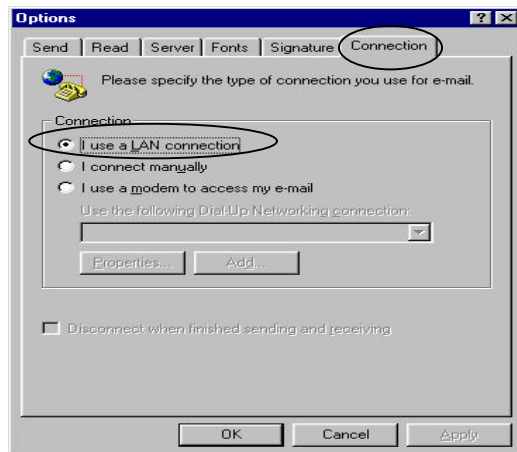 Options
Send Read Server Fonts Signature Connection
Please specify the type of connection you use for e-mail.
Connection
I use a LAN connection
I connect manually
I use a modem to access my e-mail
Use the following Dial-Up Networking connection:
Properties... Add...
Disconnect when finished sending and receiving
OK Cancel Apply